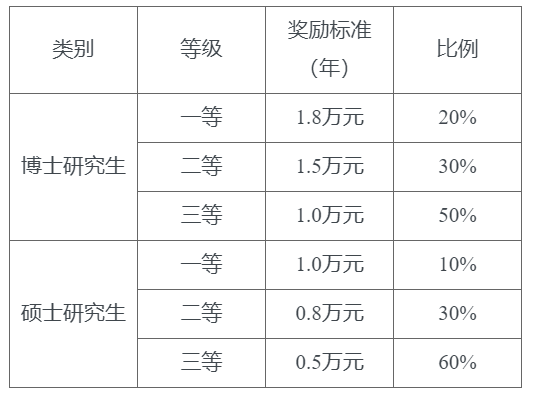 类别 等级 奖励标准（年） 比例
博士研究生 一等 1.8万元 20%
二等 1.5万元 30%
三等 1.0万元 50%
硕士研究生 一等 1.0万元 10%
二等 0.8万元 30%
三等 0.5万元 60%